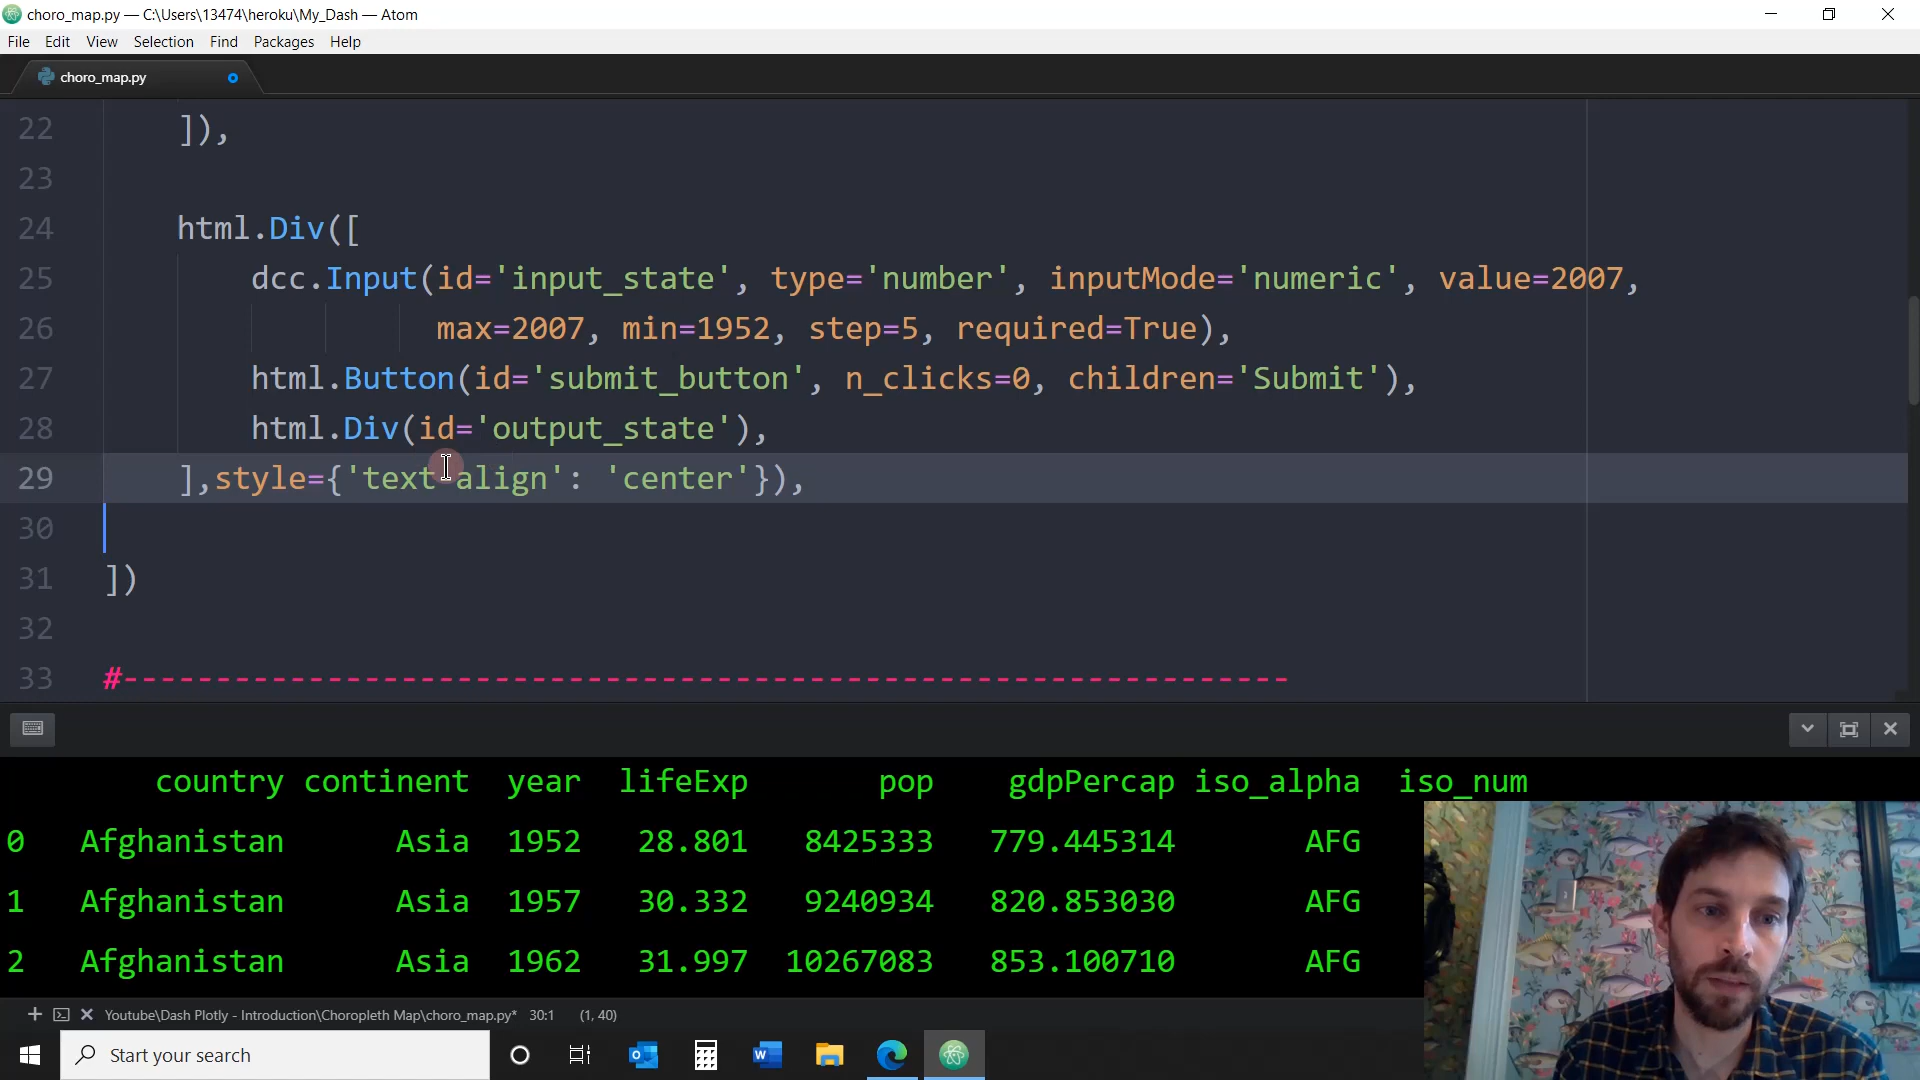 choro_map.py — C:\Users\13474\heroku\My_Dash — Atom
File Edit View Selection Find Packages Help
choro_map.py
22 ]),
23
24 html.Div([
25 dcc.Input(id='input_state', type='number', inputMode='numeric', value=2007,
26 max=2007, min=1952, step=5, required=True),
27 html.Button(id='submit_button', n_clicks=0, children='Submit'),
28 html.Div(id='output_state'),
29 ],style={'text-align': 'center'}),
30
31 ])
32
33 #---------------------------------------------------------------
country continent year lifeExp pop gdpPercap iso_alpha iso_num
0 Afghanistan Asia 1952 28.801 8425333 779.445314 AFG
1 Afghanistan Asia 1957 30.332 9240934 820.853030 AFG
2 Afghanistan Asia 1962 31.997 10267083 853.100710 AFG
Youtube\Dash Plotly - Introduction\Choropleth Map\choro_map.py* 30:1 (1, 40)
Start your search